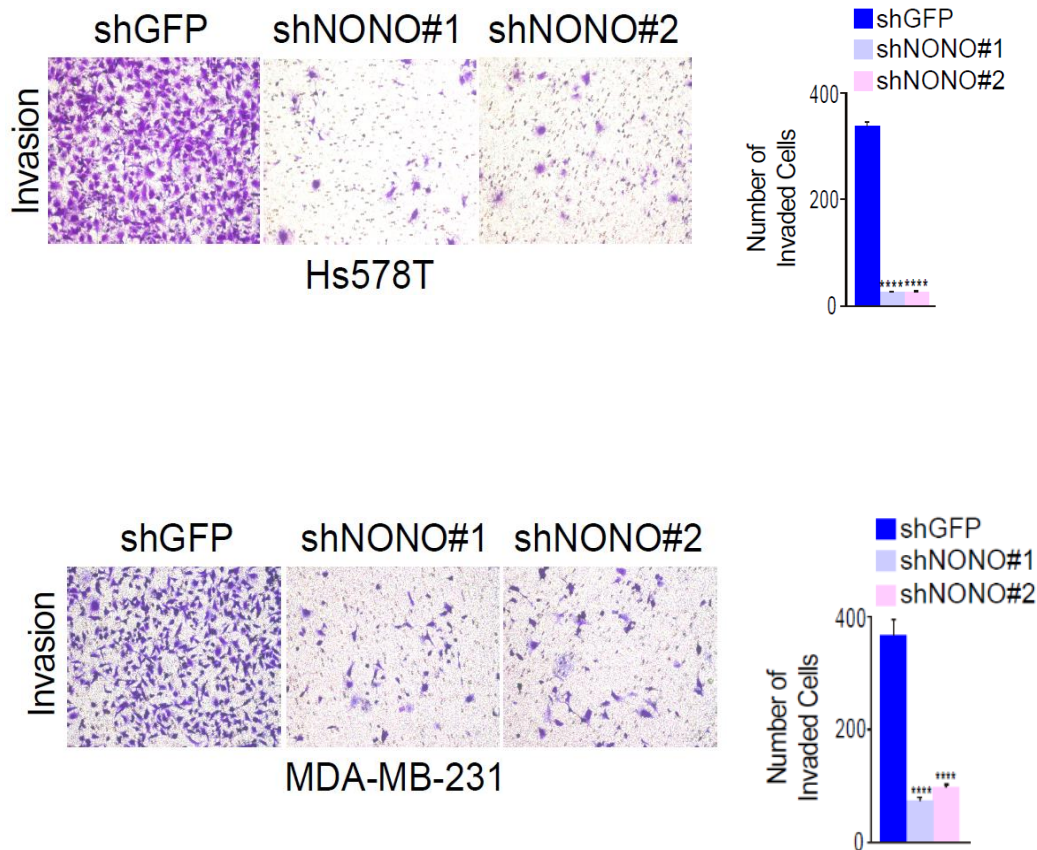 shGFP shNONO#1 shNONO#2
Invasion
Hs578T
shGFP
shNONO#1
shNONO#2
Number of
Invaded Cells
400
200
0
**** ****
shGFP shNONO#1 shNONO#2
Invasion
MDA-MB-231
shGFP
shNONO#1
shNONO#2
Number of
Invaded Cells
400
200
0
****
****